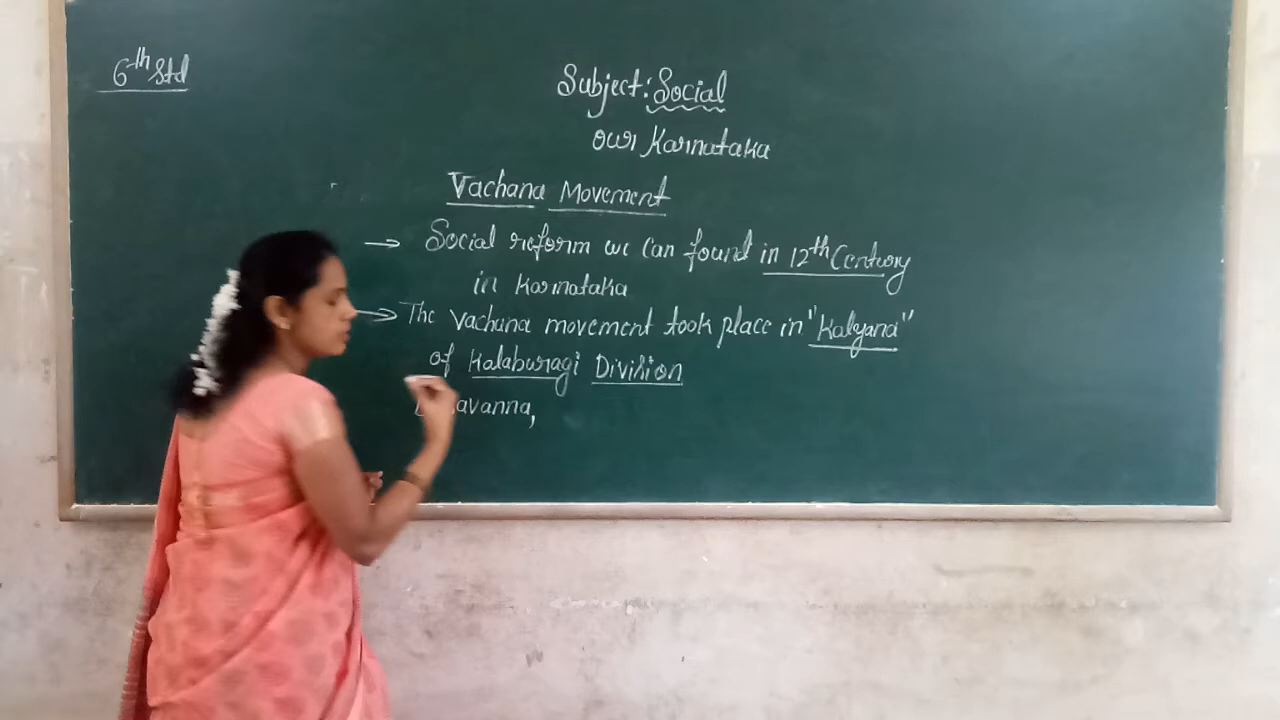 6th Std
Subject: Social
our Karnataka
Vachana Movement
→ Social reform we can found in 12th Century
in Karnataka
→ The Vachana movement took place in "Kalyana"
of Kalaburagi Division